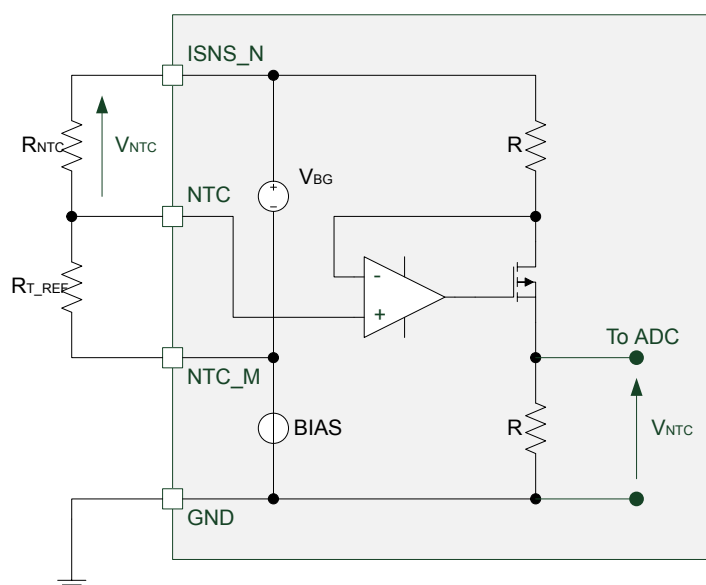 ISNS_N
RNTC
VNTC
R
VBG
NTC
RT_REF
-
+
To ADC
NTC_M
BIAS
R
VNTC
GND